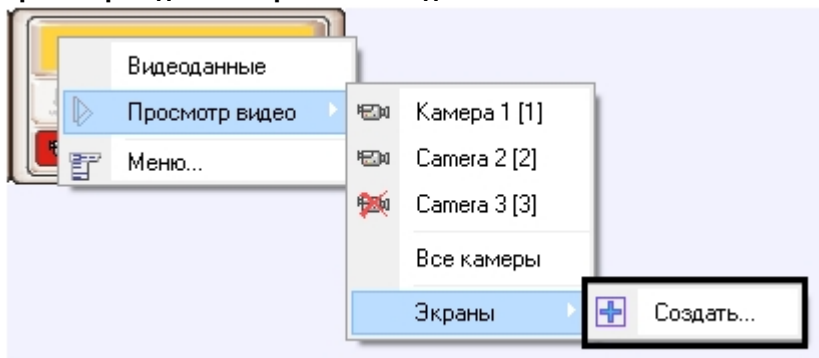 Видеоданные
Просмотр видео
Меню...
Камера 1 [1]
Camera 2 [2]
Camera 3 [3]
Все камеры
Экраны
Создать...